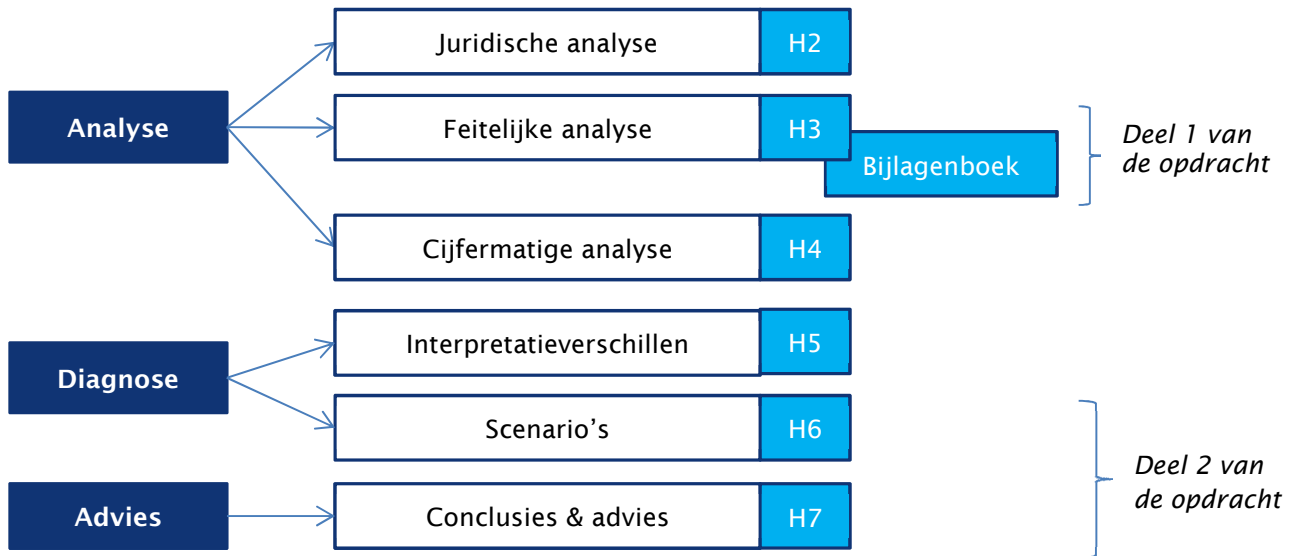 Juridische analyse H2
Analyse
Feitelijke analyse H3
Bijlagenboek
Deel 1 van
de opdracht
Cijfermatige analyse H4
Interpretatieverschillen H5
Diagnose
Scenario's H6
Deel 2 van
de opdracht
Advies
Conclusies & advies H7